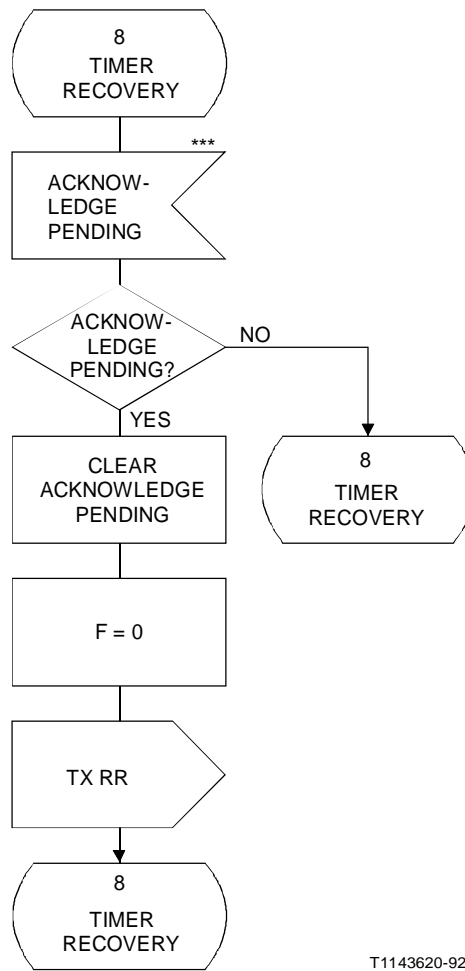 8
TIMER
RECOVERY
***
ACKNOW-
LEDGE
PENDING
ACKNOW-
LEDGE
PENDING?
NO
YES
CLEAR
ACKNOWLEDGE
PENDING
8
TIMER
RECOVERY
F = 0
TX RR
8
TIMER
RECOVERY
T1143620-92